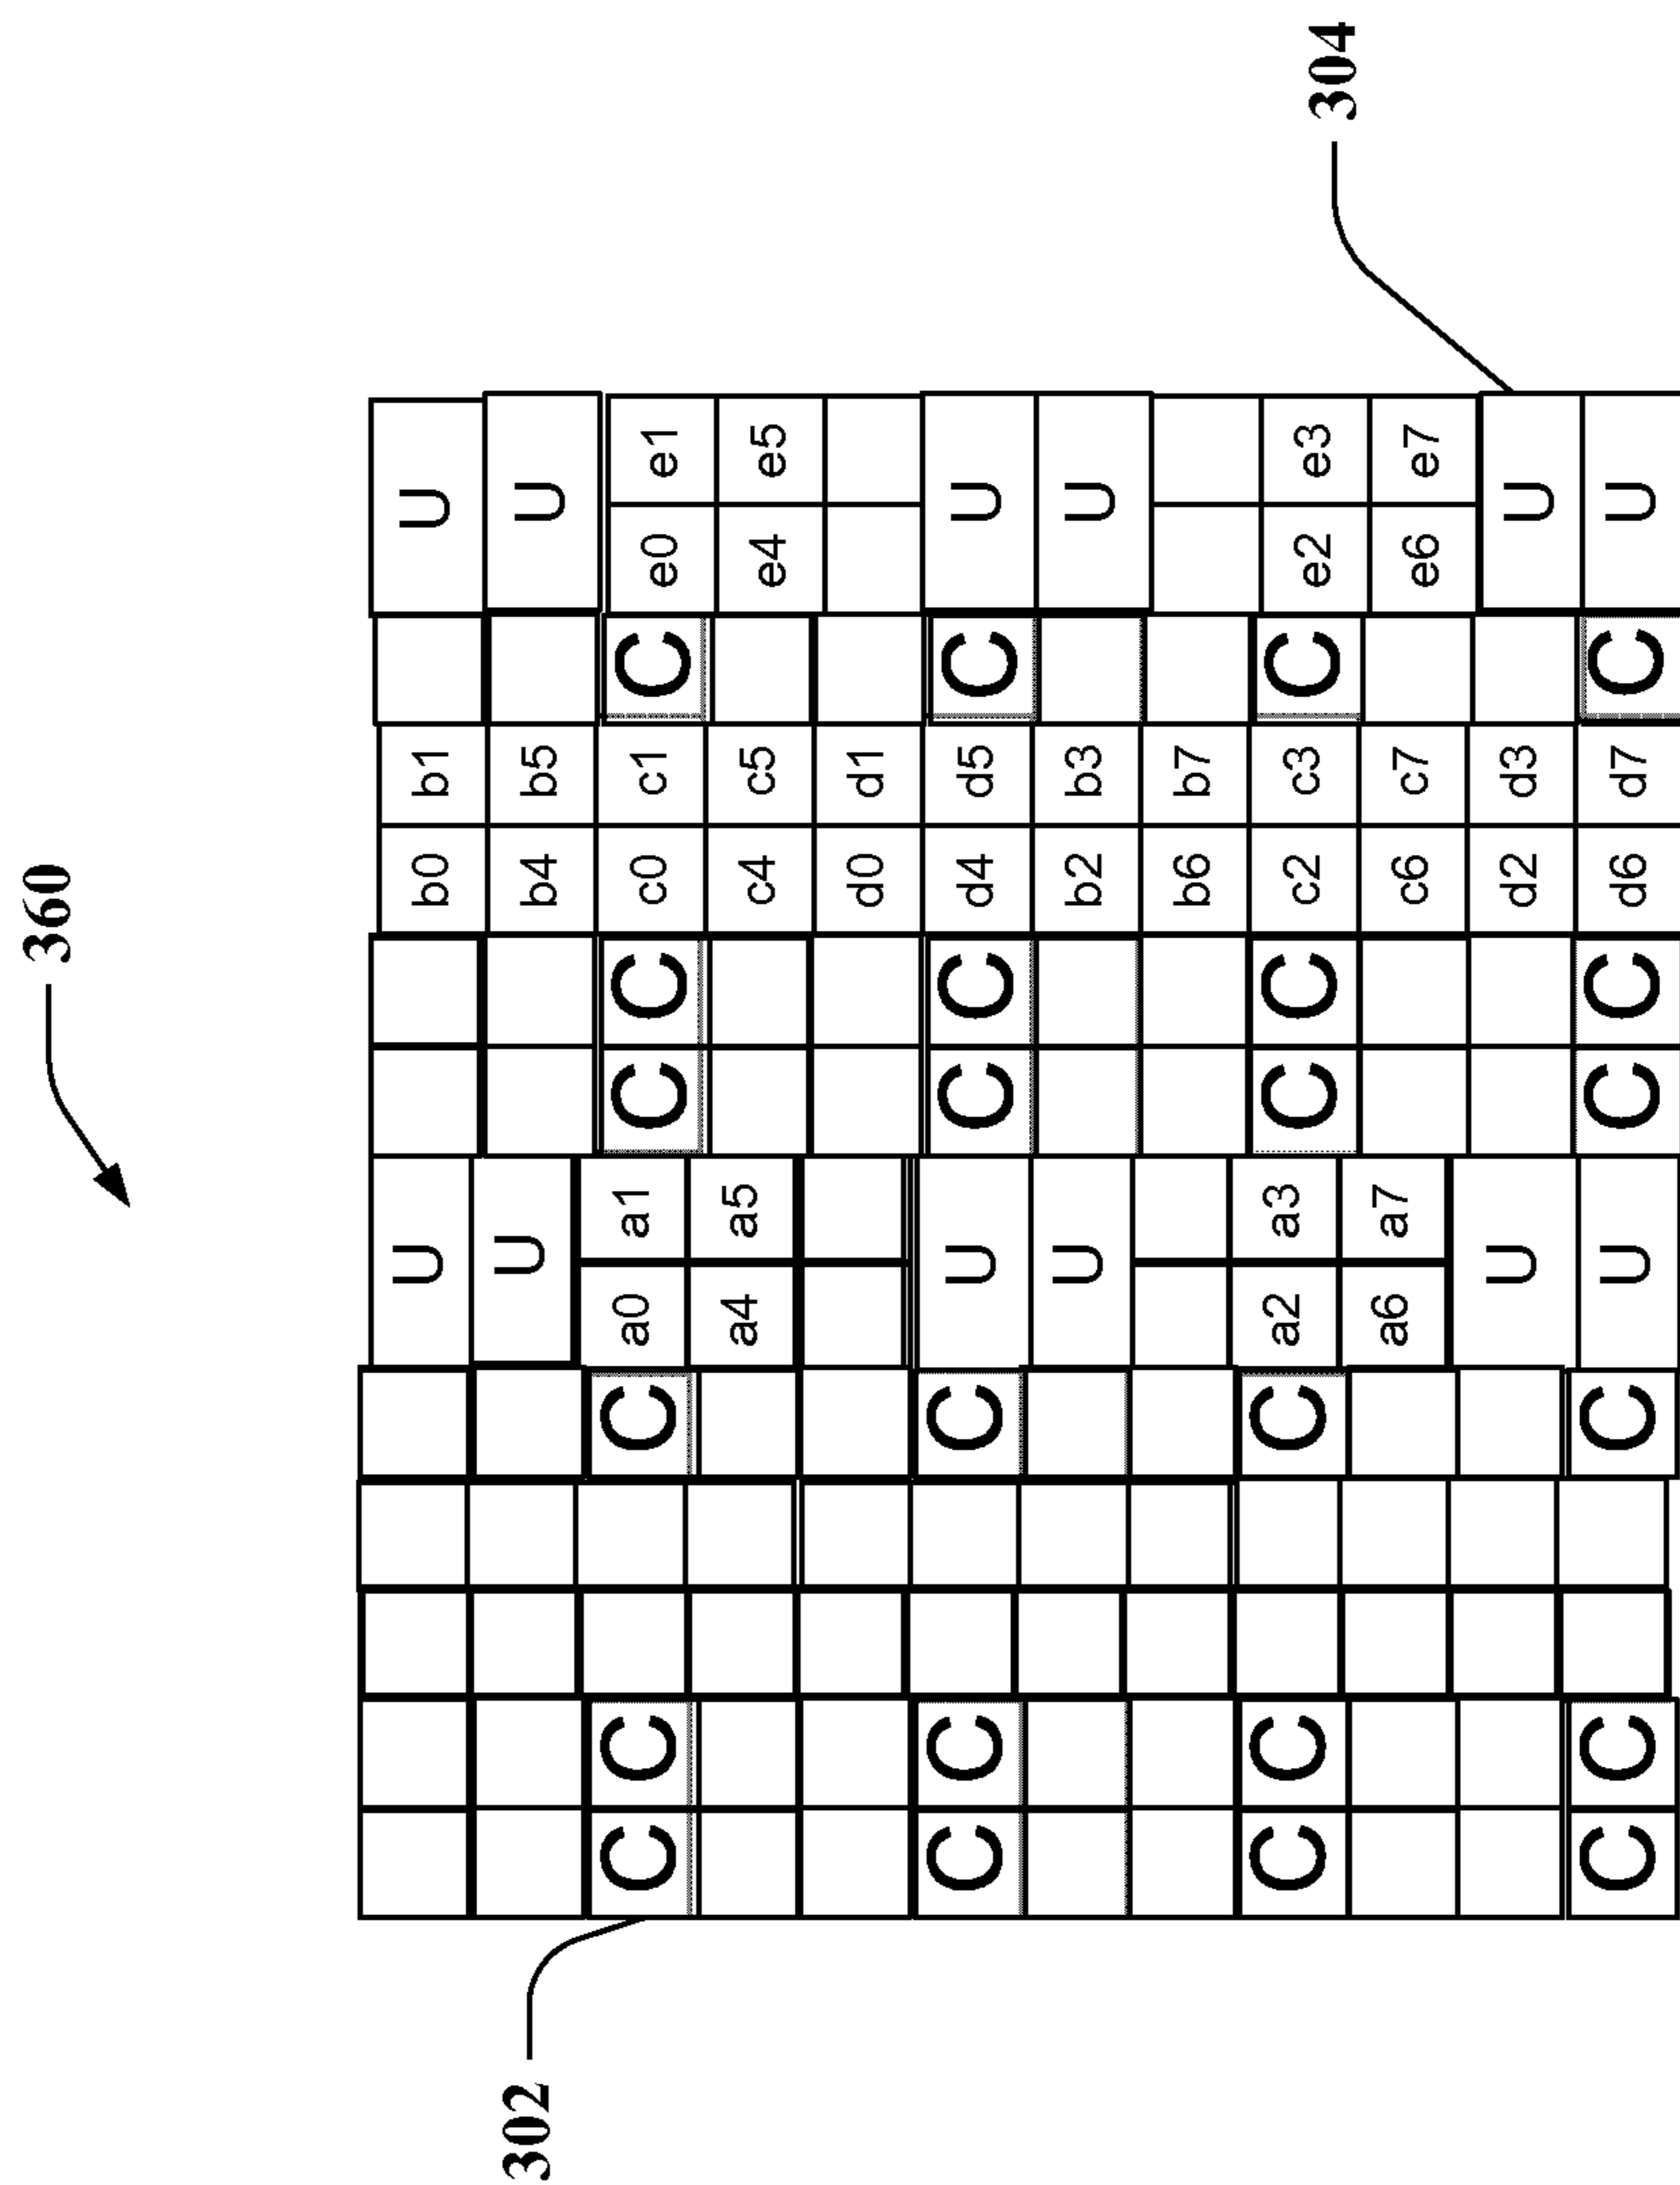 360
U b0 b1 U
U b4 b5 U
302
C C C a0 a1 C C c0 c1 C e0 e1
a4 a5 c4 c5 e4 e5
d0 d1
C C C U C C d4 d5 C U
U b2 b3 U
b6 b7
C C C a2 a3 C C c2 c3 C e2 e3
304
a6 a7 c6 c7 e6 e7
U d2 d3 U
C C C U C C d6 d7 C U